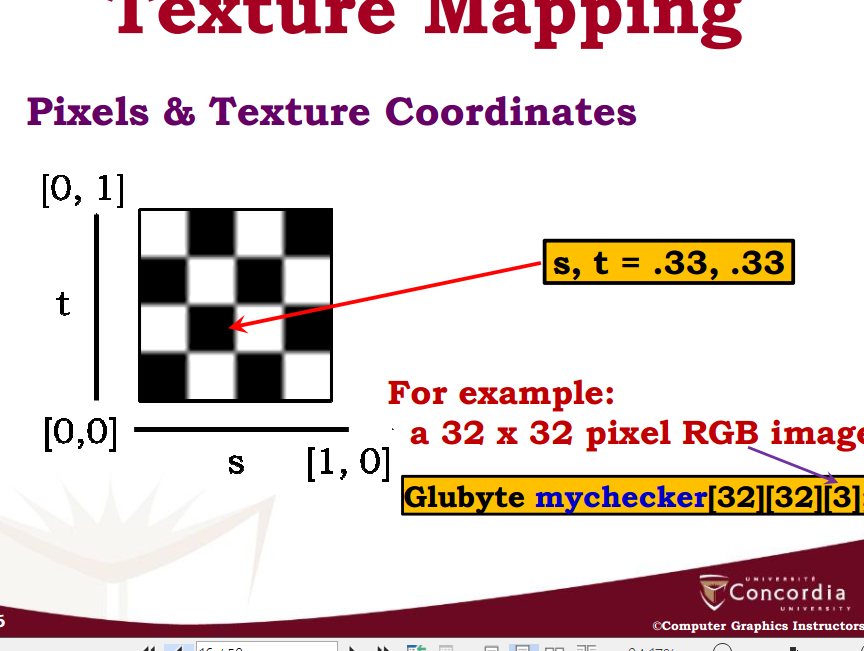 Texture Mapping
Pixels & Texture Coordinates
[0, 1]
s, t = .33, .33
t
For example:
[0,0]
a 32 x 32 pixel RGB image
s
[1, 0]
Glubyte mychecker[32][32][3];
UNIVERSITÉ
Concordia
UNIVERSITY
6
©Computer Graphics Instructors